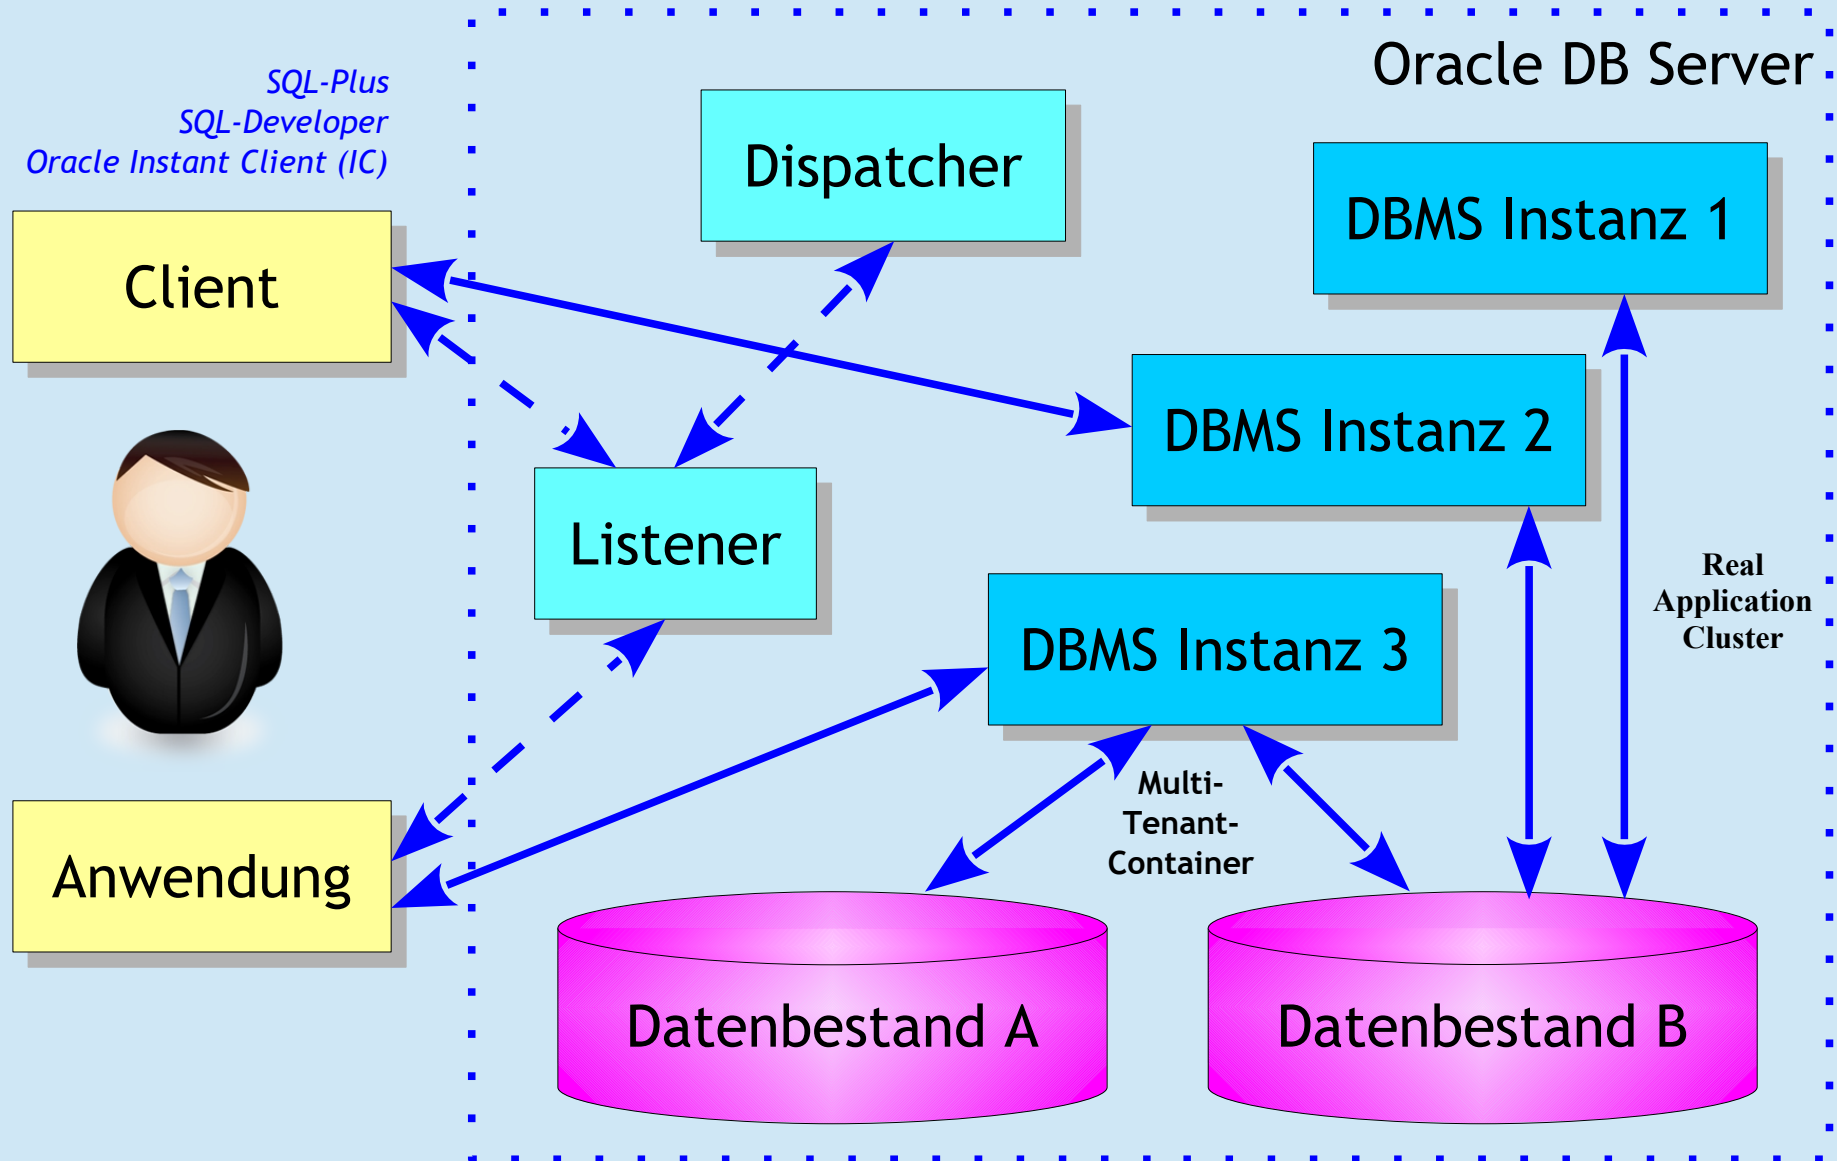 Oracle DB Server
SQL-Plus
SQL-Developer
Oracle Instant Client (IC)
Dispatcher
DBMS Instanz 1
Client
DBMS Instanz 2
Listener
Real
Application
Cluster
DBMS Instanz 3
Multi-
Tenant-
Container
Anwendung
Datenbestand A
Datenbestand B